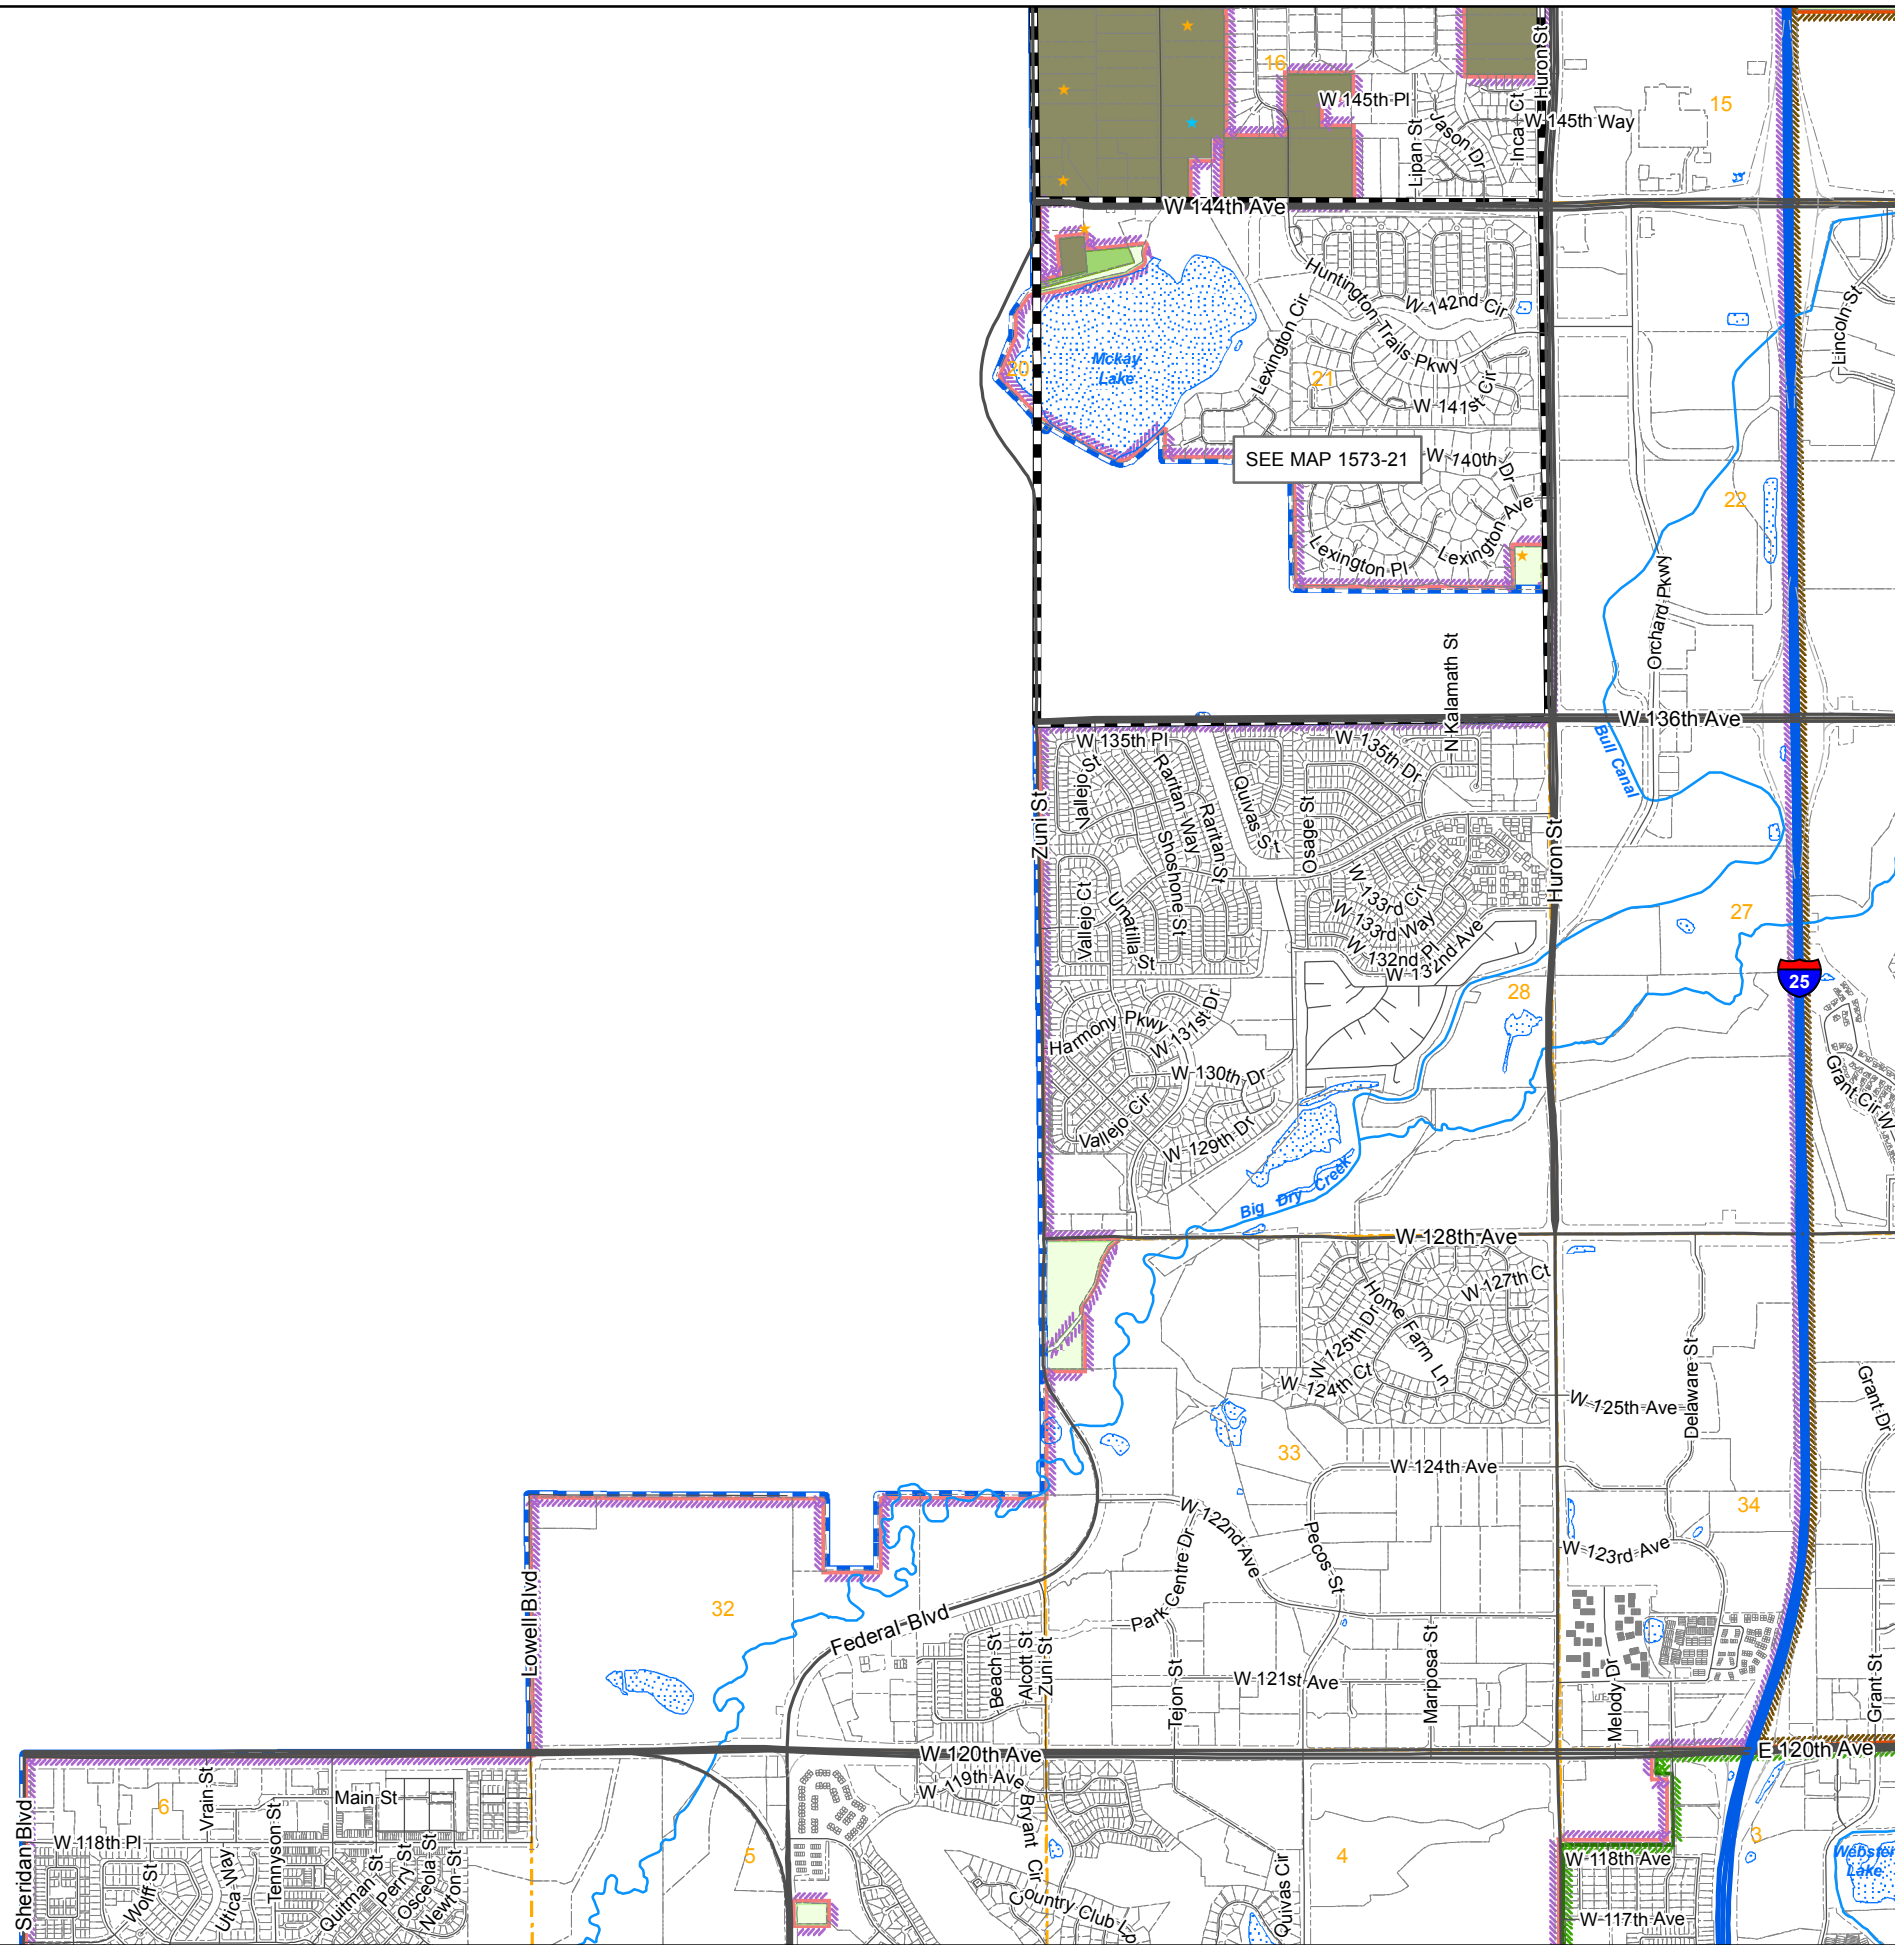 16
Huron St
W 145th Pl
Lipan St
Jason Dr
Inca Ct
W 145th Way
15
W 144th Ave
Huntington Trails Pkwy
W 142nd Cir
Lexington Cir
Mckay
Lake
20
21
W 141st Cir
Lincoln St
SEE MAP 1573-21
W 140th Dr
22
Lexington Ave
Lexington Pl
Orchard Pkwy
N Kalamath St
W 136th Ave
W 135th Pl
W 135th Dr
Bull Canal
Vallejo St
Raritan Way
Raritan St
Quivas St
Osage St
Zuni St
Shoshone St
Huron St
Vallejo Ct
Umatilla St
W 133rd Cir
W 133rd Way
W 132nd Pl
W 132nd Ave
27
25
28
Harmony Pkwy
W 131st Dr
W 130th Dr
Vallejo Cir
W 129th Dr
Grant Cir W
Big Dry Creek
W 128th Ave
W 127th Ct
Home Farm Ln
W 125th Dr
W 124th Ct
W 125th Ave
Delaware St
Grant Dr
33
W 124th Ave
34
W 122nd Ave
Pecos St
W 123rd Ave
Park Centre Dr
32
Lowell Blvd
Federal Blvd
Beach St
Alcott St
Zuni St
Tejon St
W 121st Ave
Mariposa St
Melody Dr
Grant St
W 120th Ave
E 120th Ave
W 119th Ave
Sheridan Blvd
6
Vrain St
Main St
W 118th Pl
Wolff St
Utica Way
Tennyson St
Quitman St
Perry St
Osceola St
Newton St
5
Bryant Cir
Country Club Lp
Quivas Cir
4
3
W 118th Ave
Webster
Lake
W 117th Ave